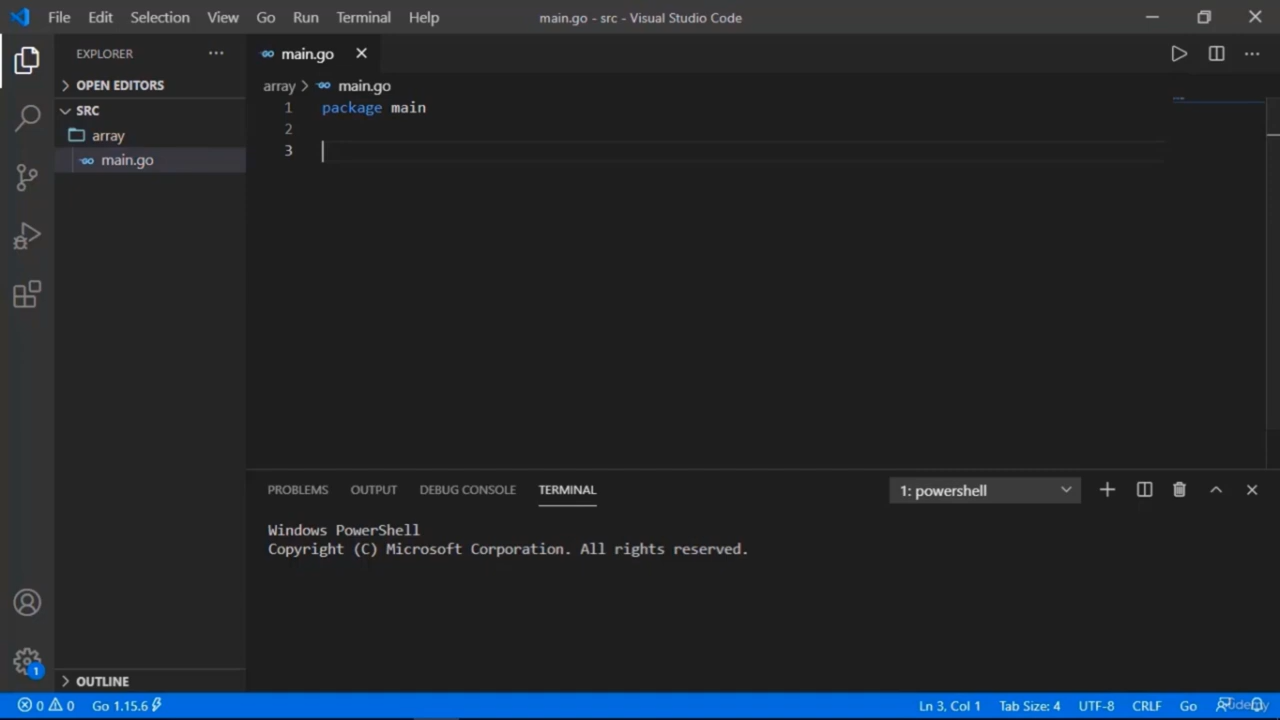 File Edit Selection View Go Run Terminal Help
main.go - src - Visual Studio Code
EXPLORER
main.go
OPEN EDITORS
array main.go
SRC
array
main.go
1 package main
2
3
PROBLEMS OUTPUT DEBUG CONSOLE TERMINAL
1: powershell
Windows PowerShell
Copyright (C) Microsoft Corporation. All rights reserved.
1
OUTLINE
0 0 Go 1.15.6
Ln 3, Col 1 Tab Size: 4 UTF-8 CRLF Go